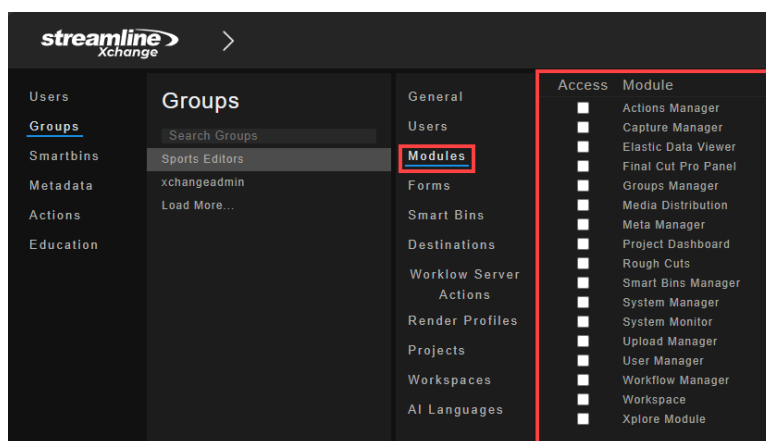 streamline
Xchange
Users
Groups
Smartbins
Metadata
Actions
Education
Groups
Search Groups
Sports Editors
xchangeadmin
Load More...
General
Users
Modules
Forms
Smart Bins
Destinations
Worklow Server
Actions
Render Profiles
Projects
Workspaces
AI Languages
Access Module
Actions Manager
Capture Manager
Elastic Data Viewer
Final Cut Pro Panel
Groups Manager
Media Distribution
Meta Manager
Project Dashboard
Rough Cuts
Smart Bins Manager
System Manager
System Monitor
Upload Manager
User Manager
Workflow Manager
Workspace
Xplore Module